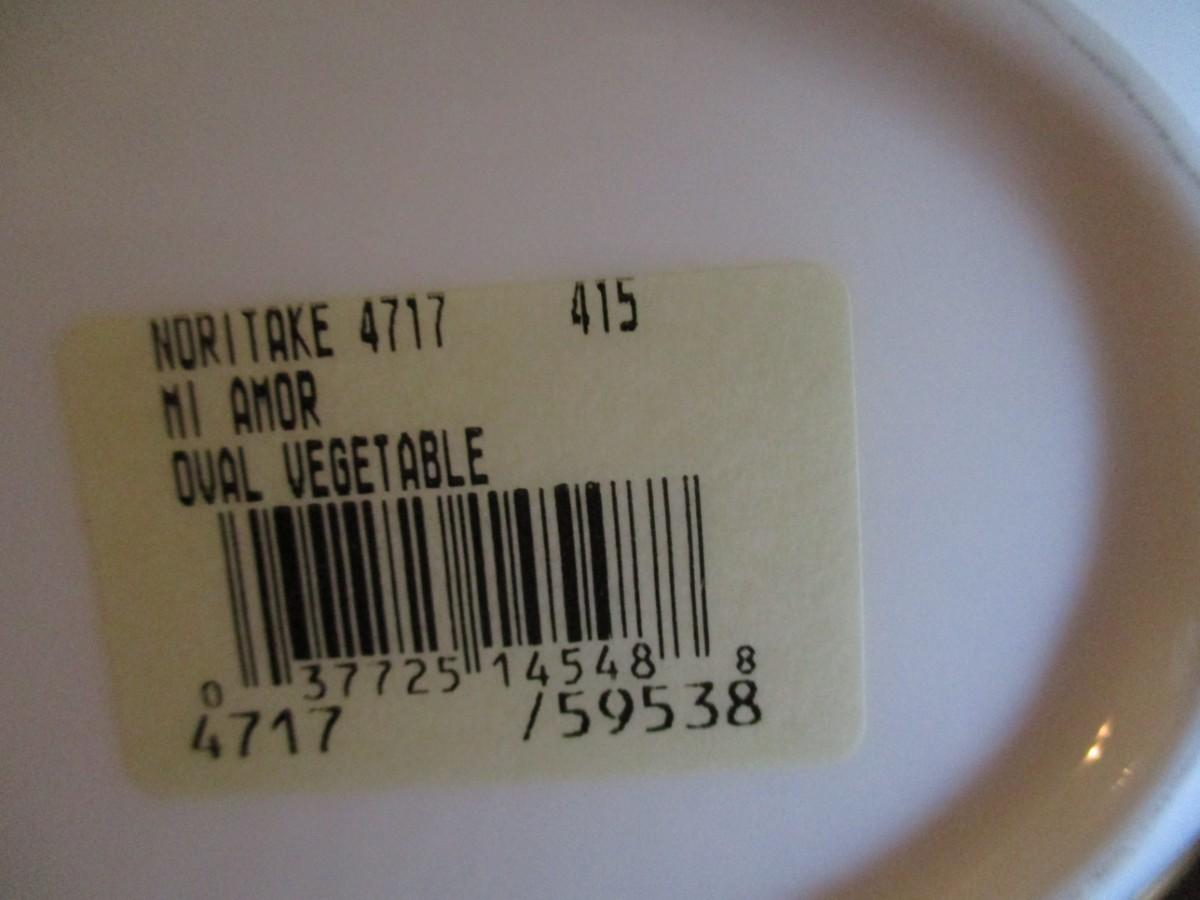 NORITAKE 4717 415
MI AMOR
OVAL VEGETABLE
0 37725 14548 8
4717 /59538